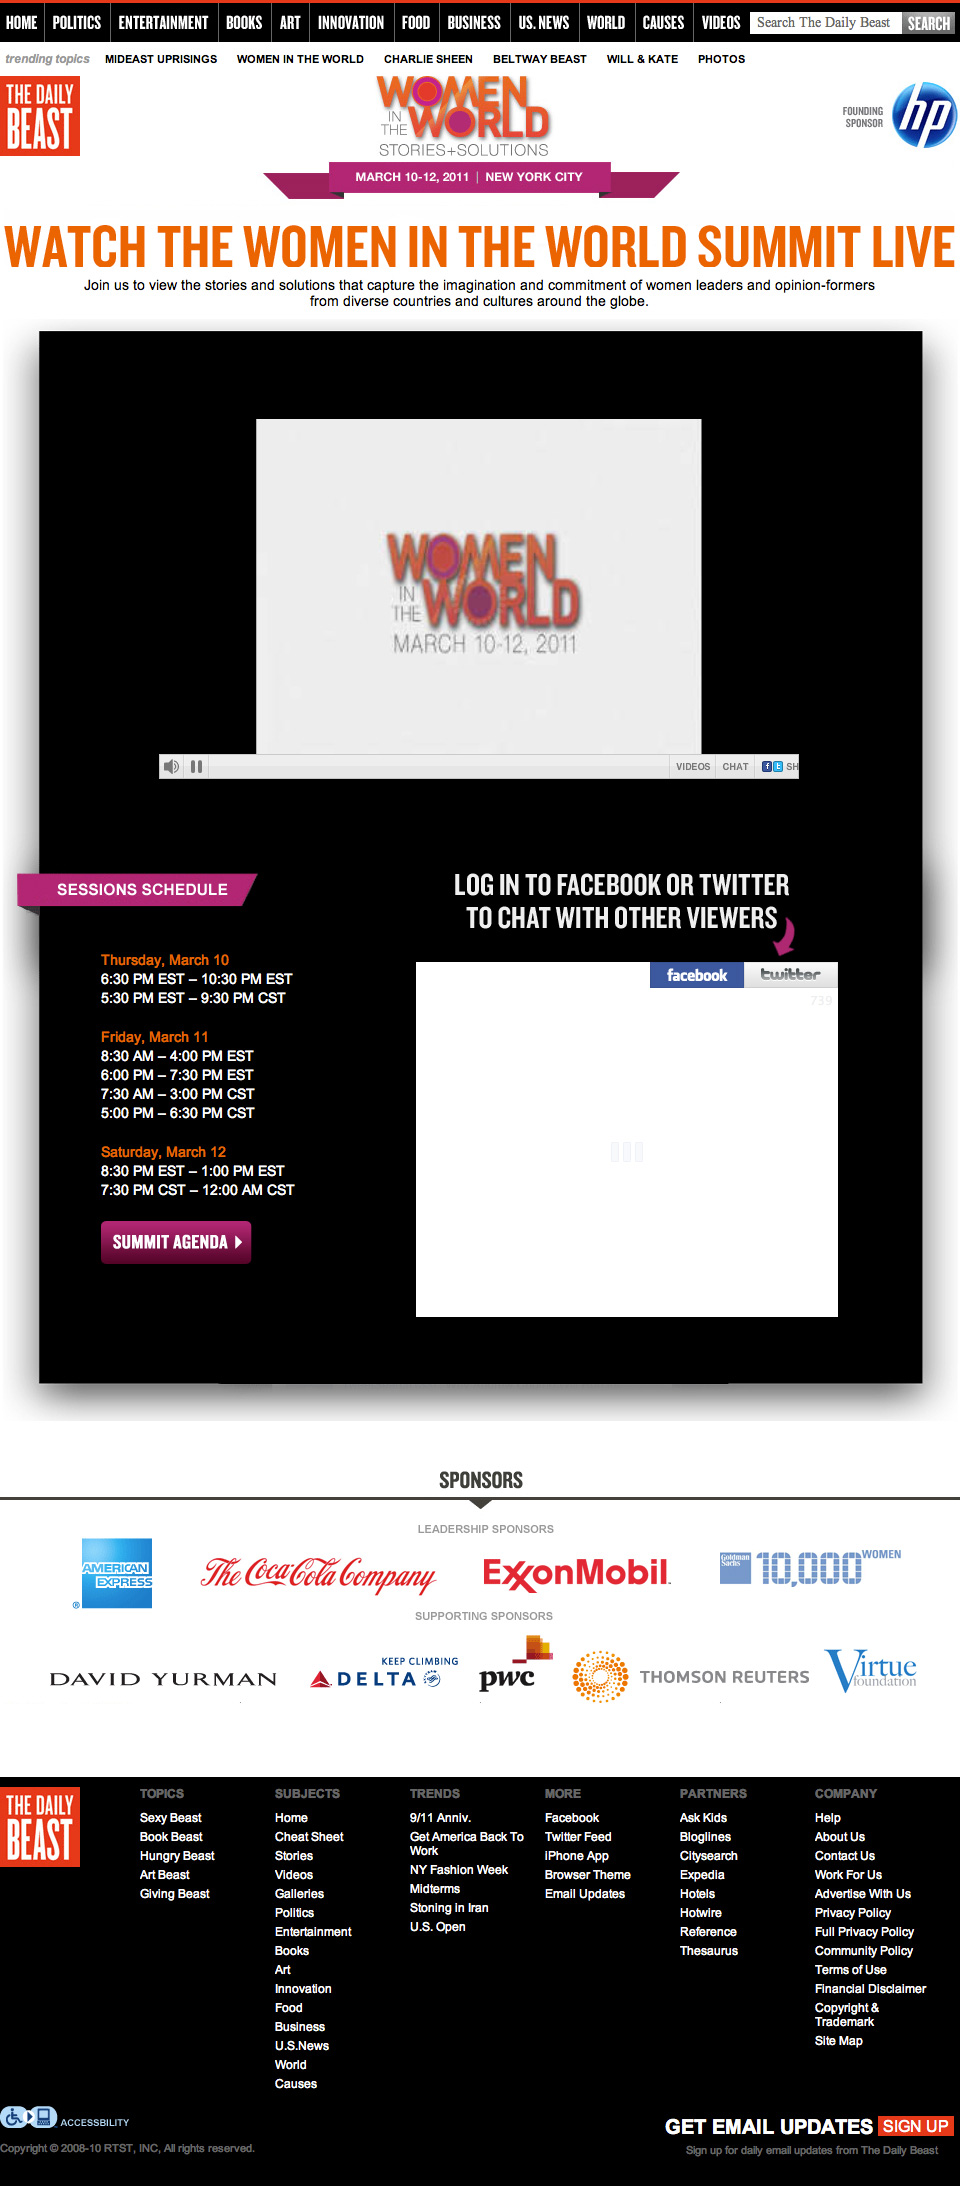 HOME POLITICS ENTERTAINMENT BOOKS ART INNOVATION FOOD BUSINESS US. NEWS WORLD CAUSES VIDEOS Search The Daily Beast SEARCH
trending topics MIDEAST UPRISINGS WOMEN IN THE WORLD CHARLIE SHEEN BELTWAY BEAST WILL & KATE PHOTOS
THE DAILY
BEAST
WOMEN
IN
THE WORLD
STORIES+SOLUTIONS
FOUNDING
SPONSOR
hp
MARCH 10-12, 2011 | NEW YORK CITY
WATCH THE WOMEN IN THE WORLD SUMMIT LIVE
Join us to view the stories and solutions that capture the imagination and commitment of women leaders and opinion-formers
from diverse countries and cultures around the globe.
WOMEN
IN
THE WORLD
MARCH 10-12, 2011
VIDEOS CHAT f t SH
SESSIONS SCHEDULE
Thursday, March 10
6:30 PM EST – 10:30 PM EST
5:30 PM EST – 9:30 PM CST
Friday, March 11
8:30 AM – 4:00 PM EST
6:00 PM – 7:30 PM EST
7:30 AM – 3:00 PM CST
5:00 PM – 6:30 PM CST
Saturday, March 12
8:30 PM EST – 1:00 PM EST
7:30 PM CST – 12:00 AM CST
SUMMIT AGENDA
LOG IN TO FACEBOOK OR TWITTER
TO CHAT WITH OTHER VIEWERS
facebook twitter
739
SPONSORS
LEADERSHIP SPONSORS
AMERICAN
EXPRESS
®
The Coca-Cola Company
ExxonMobil
Goldman
Sachs
10,000 WOMEN
SUPPORTING SPONSORS
DAVID YURMAN
KEEP CLIMBING
DELTA
pwc
THOMSON REUTERS
Virtue
foundation
THE DAILY
BEAST
TOPICS
Sexy Beast
Book Beast
Hungry Beast
Art Beast
Giving Beast
SUBJECTS
Home
Cheat Sheet
Stories
Videos
Galleries
Politics
Entertainment
Books
Art
Innovation
Food
Business
U.S.News
World
Causes
TRENDS
9/11 Anniv.
Get America Back To
Work
NY Fashion Week
Midterms
Stoning in Iran
U.S. Open
MORE
Facebook
Twitter Feed
iPhone App
Browser Theme
Email Updates
PARTNERS
Ask Kids
Bloglines
Citysearch
Expedia
Hotels
Hotwire
Reference
Thesaurus
COMPANY
Help
About Us
Contact Us
Work For Us
Advertise With Us
Privacy Policy
Full Privacy Policy
Community Policy
Terms of Use
Financial Disclaimer
Copyright &
Trademark
Site Map
ACCESSBILITY
Copyright © 2008-10 RTST, INC, All rights reserved.
GET EMAIL UPDATES SIGN UP
Sign up for daily email updates from The Daily Beast